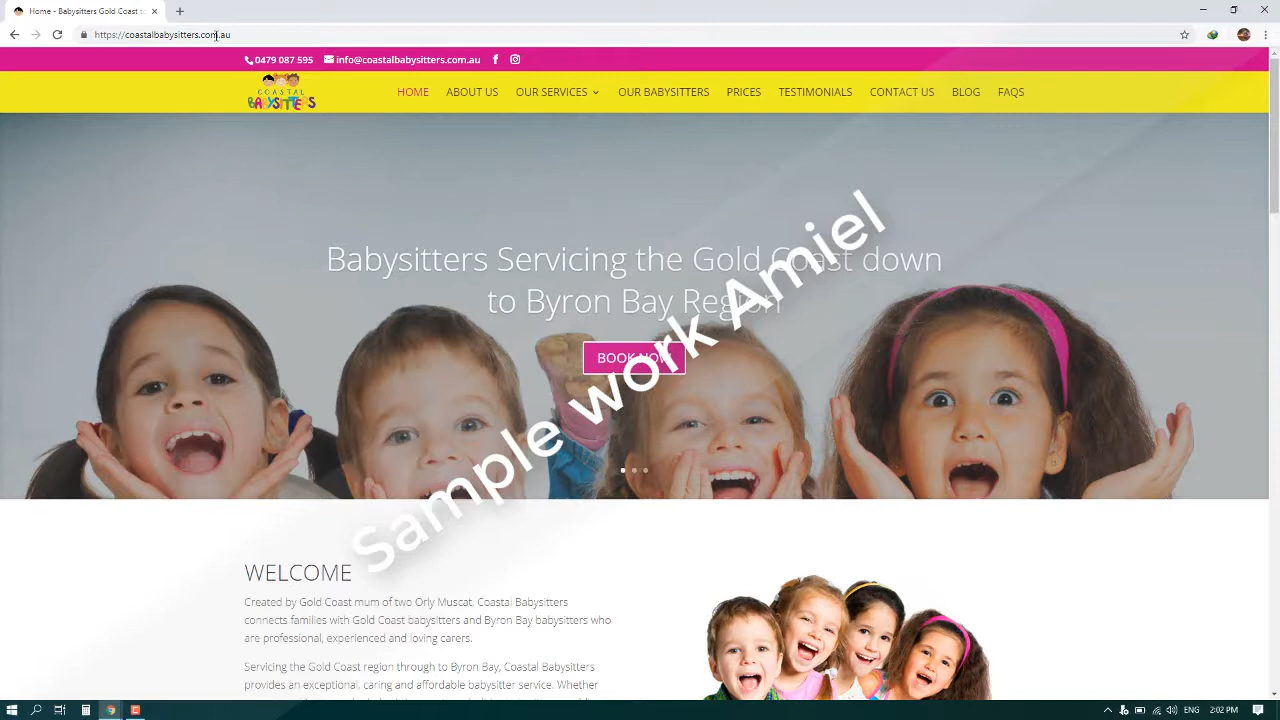 Home - Babysitters Gold Coast t
https://coastalbabysitters.com.au
0479 087 595
info@coastalbabysitters.com.au
COASTAL
BABYSITTERS
HOME
ABOUT US
OUR SERVICES
OUR BABYSITTERS
PRICES
TESTIMONIALS
CONTACT US
BLOG
FAQS
Babysitters Servicing the Gold Coast down
to Byron Bay Region
BOOK NOW
Sample work Amiel
WELCOME
Created by Gold Coast mum of two Orly Muscat, Coastal Babysitters
connects families with Gold Coast babysitters and Byron Bay babysitters who
are professional, experienced and loving carers.
Servicing the Gold Coast region through to Byron Bay, Coastal Babysitters
provides an exceptional, caring and affordable babysitter service. Whether
ENG
2:02 PM